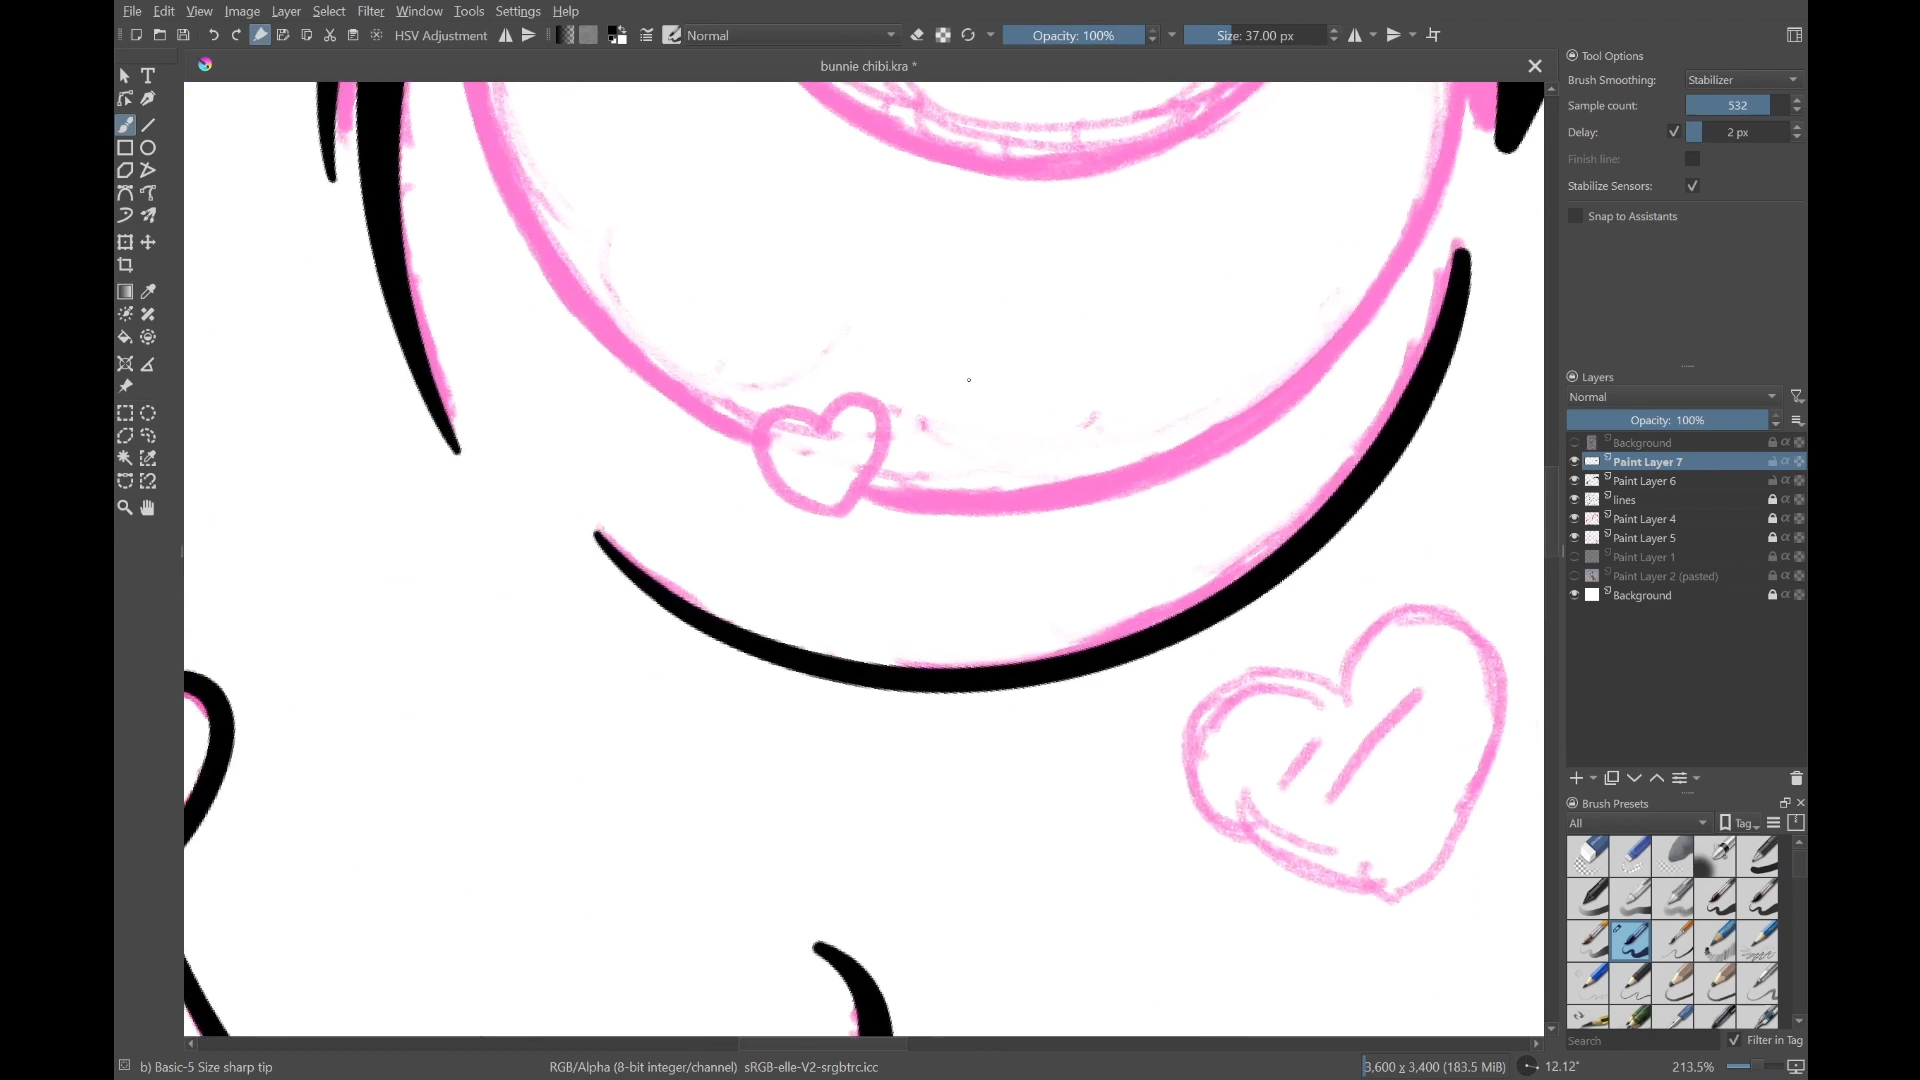 File Edit View Image Layer Select Filter Window Tools Settings Help
HSV Adjustment Normal Opacity: 100% Size: 37.00 px
bunnie chibi.kra *
Tool Options
Brush Smoothing: Stabilizer
Sample count: 532
Delay: 2 px
Finish line:
Stabilize Sensors:
Snap to Assistants
Layers
Normal
Opacity: 100%
Background
Paint Layer 7
Paint Layer 6
lines
Paint Layer 4
Paint Layer 5
Paint Layer 1
Paint Layer 2 (pasted)
Background
Brush Presets
All Tag
Search Filter in Tag
b) Basic-5 Size sharp tip RGB/Alpha (8-bit integer/channel) sRGB-elle-V2-srgbtrc.icc 3,600 x 3,400 (183.5 MiB) 12.12° 213.5%